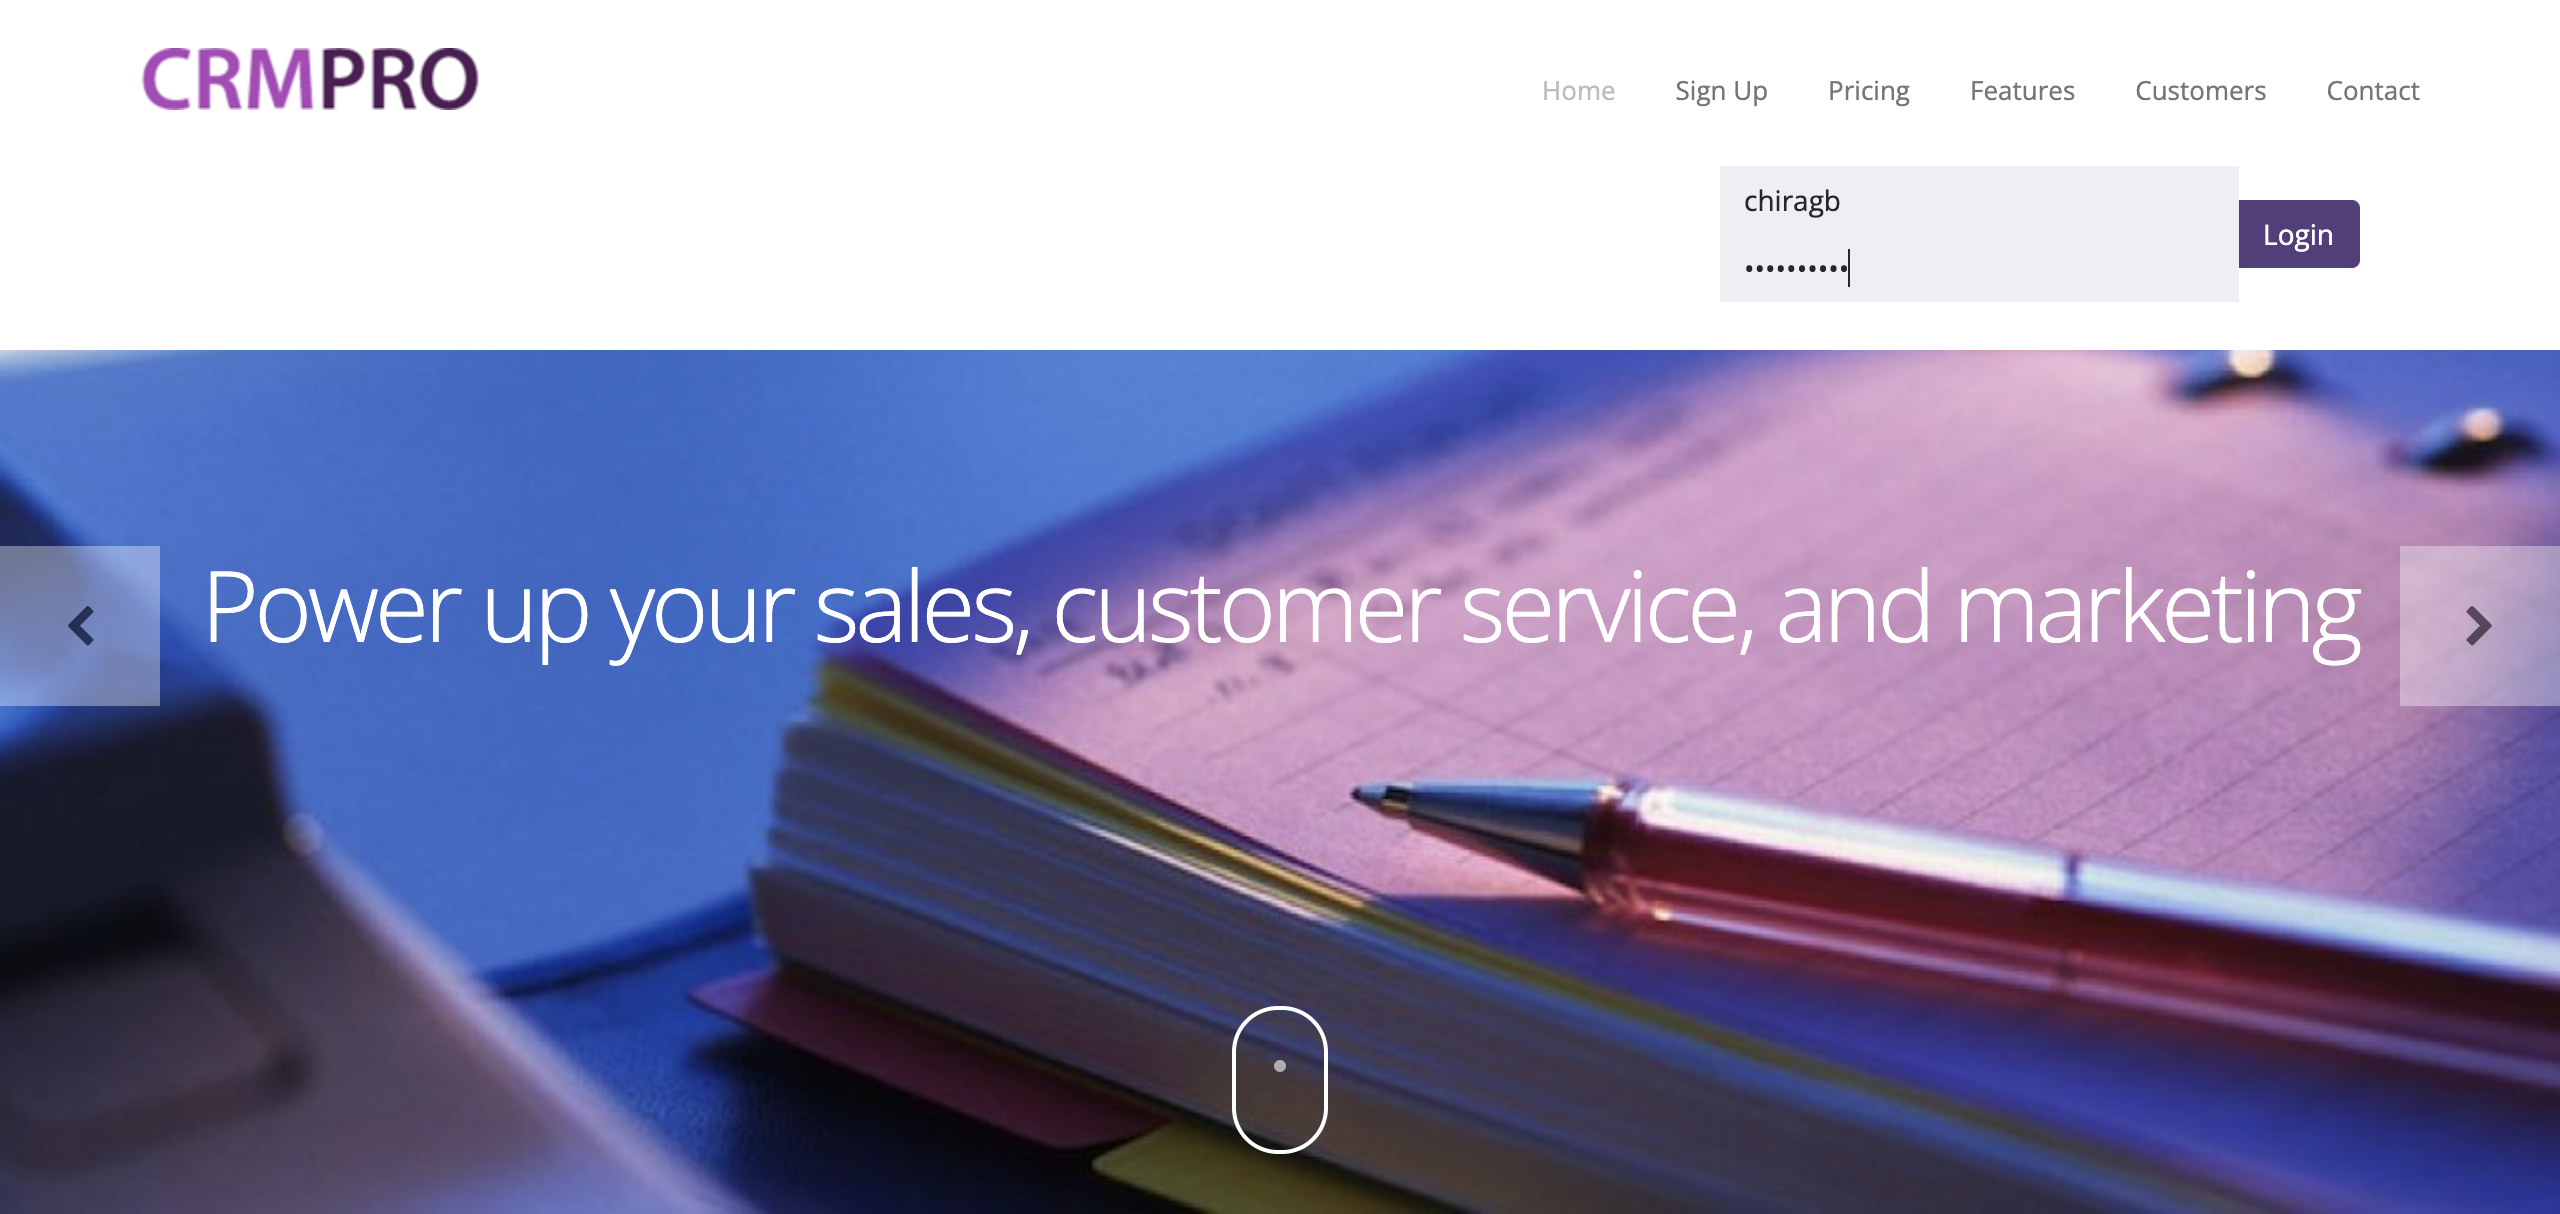 CRMPRO
Home Sign Up Pricing Features Customers Contact
chiragb
••••••••••
Login
Power up your sales, customer service, and marketing